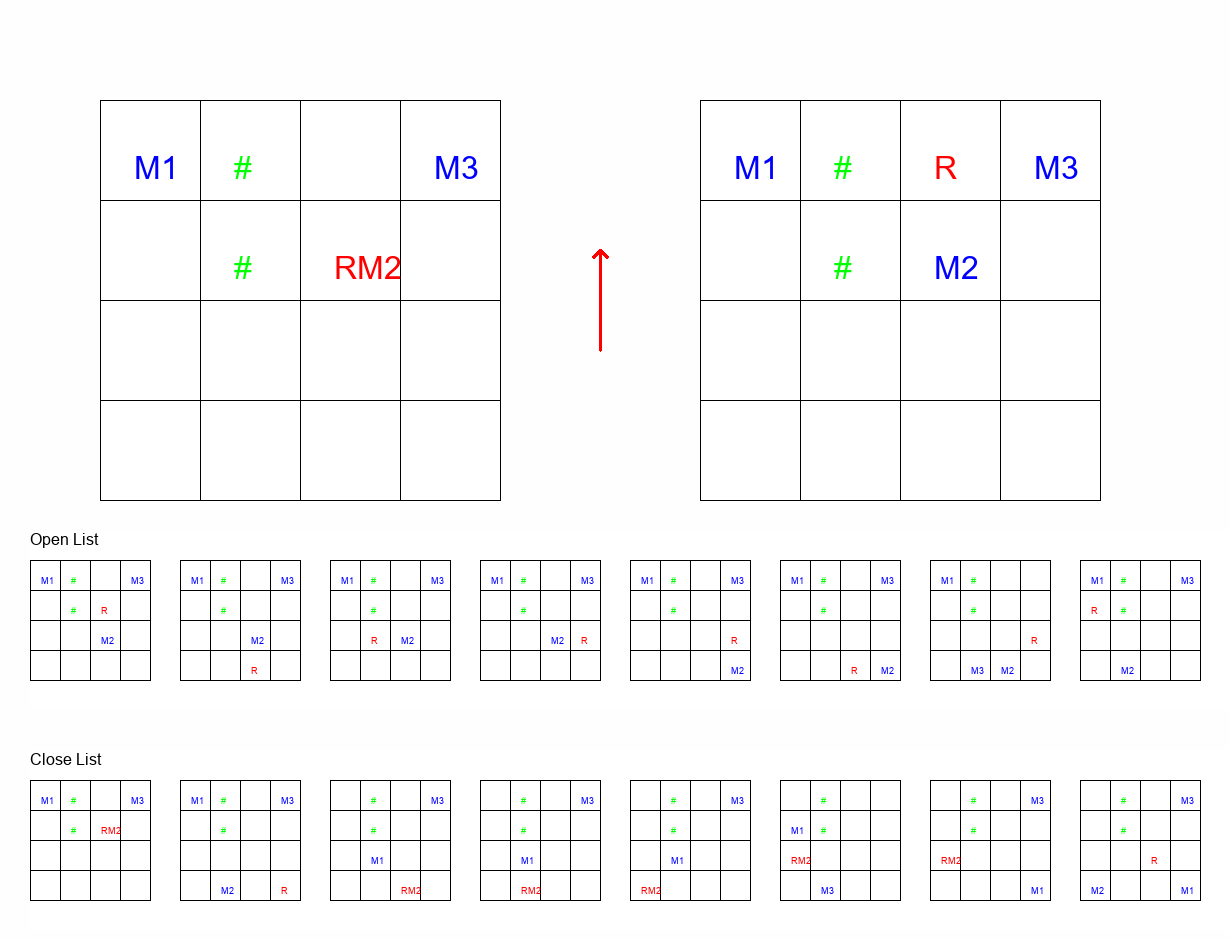 M1 # M3 M1 # R M3
# RM2 # M2
Open List
M1 # M3 M1 # M3 M1 # M3 M1 # M3 M1 # M3 M1 # M3 M1 # M3 M1 # M3
# R # # # # # # R #
M2 M2 R M2 M2 R R R
R M2 R M2 M3 M2 M2
Close List
M1 # M3 M1 # M3 # M3 # M3 # M3 # # M3 # M3
# RM2 # # # # M1 # # #
M1 M1 M1 RM2 RM2 R
M2 R RM2 RM2 RM2 M3 M1 M2 M1